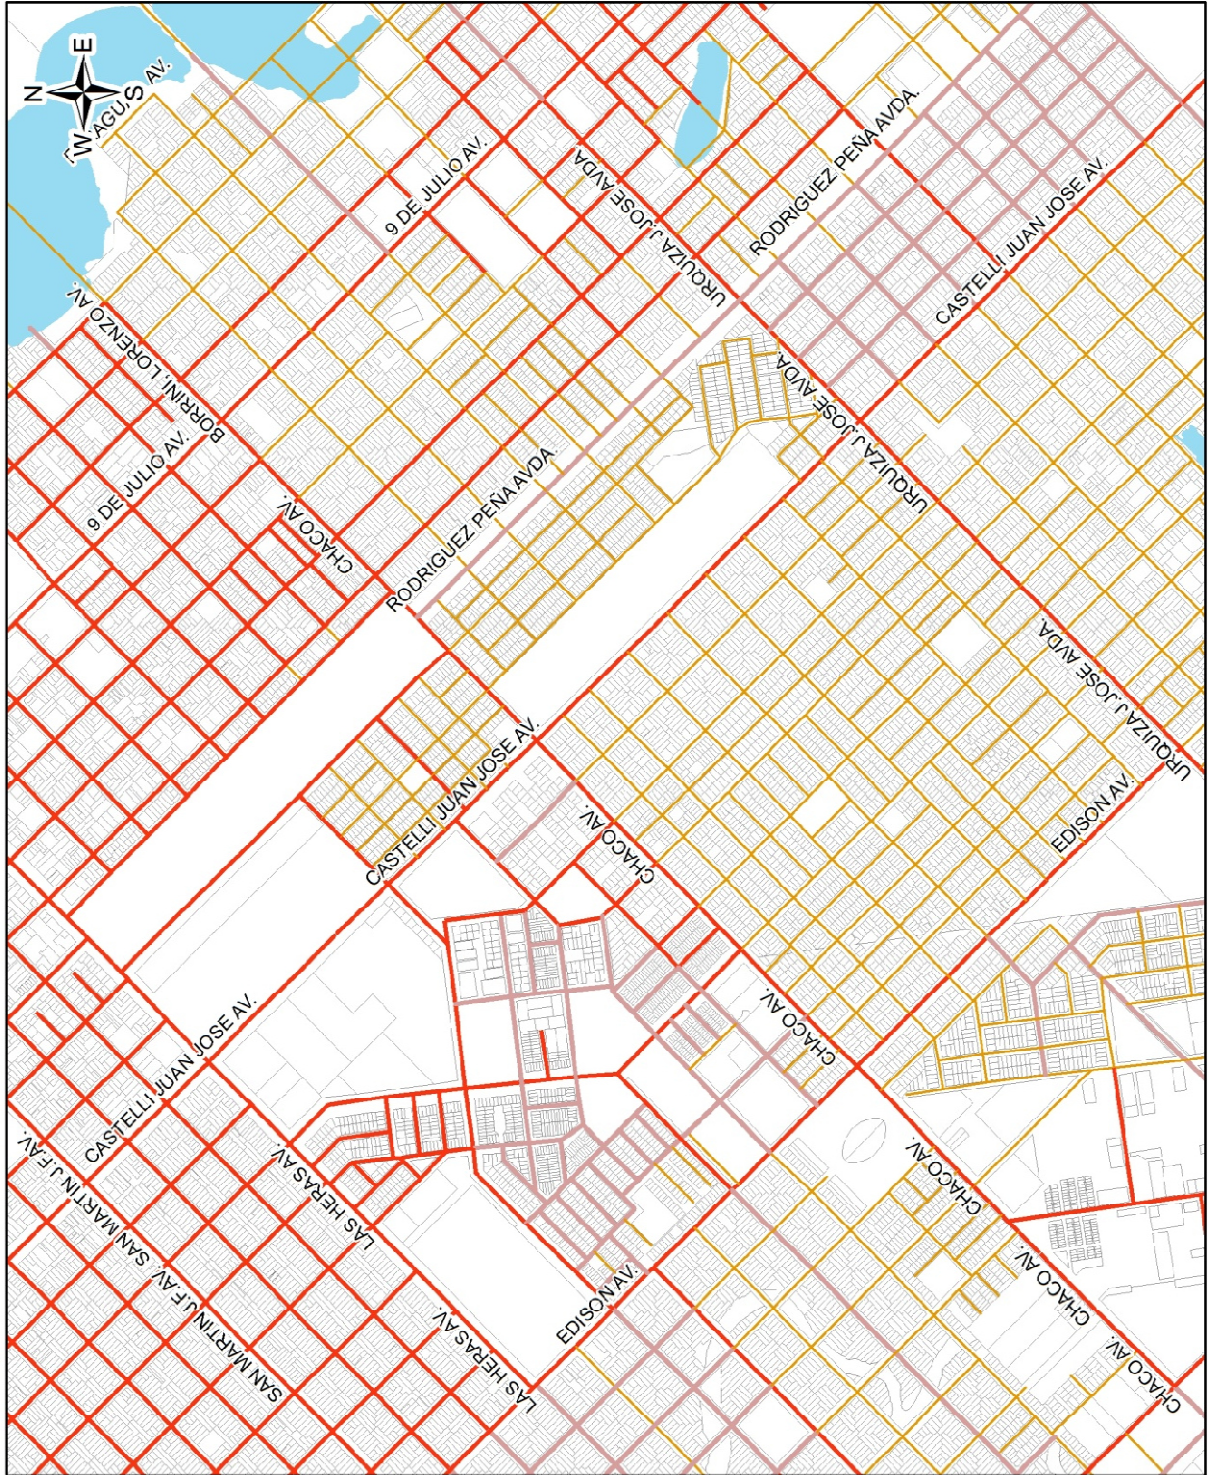 N
E
W
S
AV.
9 DE JULIO AV.
URQUIZA J.JOSE AVDA
RODRIGUEZ PEÑA AVDA.
CASTELLI JUAN JOSE AV.
BORRINI, LORENZO AV.
9 DE JULIO AV.
URQUIZA J.JOSE AVDA.
CHACO AV.
RODRIGUEZ PEÑA AVDA
URQUIZA J.JOSE AVDA.
CASTELLI JUAN JOSE AV.
CHACO AV.
EDISON AV.
CASTELLI JUAN JOSE AV.
CHACO AV.
SAN MARTIN J.F.AV.
LAS HERAS AV.
CHACO AV.
SAN MARTIN J.F.AV.
EDISON AV.
CHACO AV.
SAN MARTIN
LAS HERAS AV.
CHACO AV.